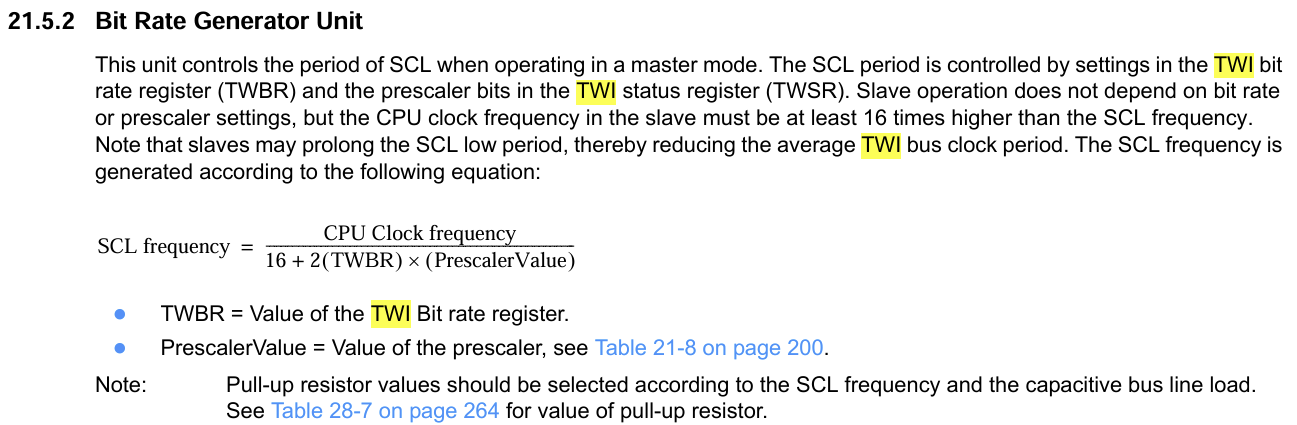 21.5.2 Bit Rate Generator Unit
This unit controls the period of SCL when operating in a master mode. The SCL period is controlled by settings in the TWI bit
rate register (TWBR) and the prescaler bits in the TWI status register (TWSR). Slave operation does not depend on bit rate
or prescaler settings, but the CPU clock frequency in the slave must be at least 16 times higher than the SCL frequency.
Note that slaves may prolong the SCL low period, thereby reducing the average TWI bus clock period. The SCL frequency is
generated according to the following equation:
CPU Clock frequency
SCL frequency =
16 + 2(TWBR) × (PrescalerValue)
● TWBR = Value of the TWI Bit rate register.
● PrescalerValue = Value of the prescaler, see Table 21-8 on page 200.
Note: Pull-up resistor values should be selected according to the SCL frequency and the capacitive bus line load.
See Table 28-7 on page 264 for value of pull-up resistor.